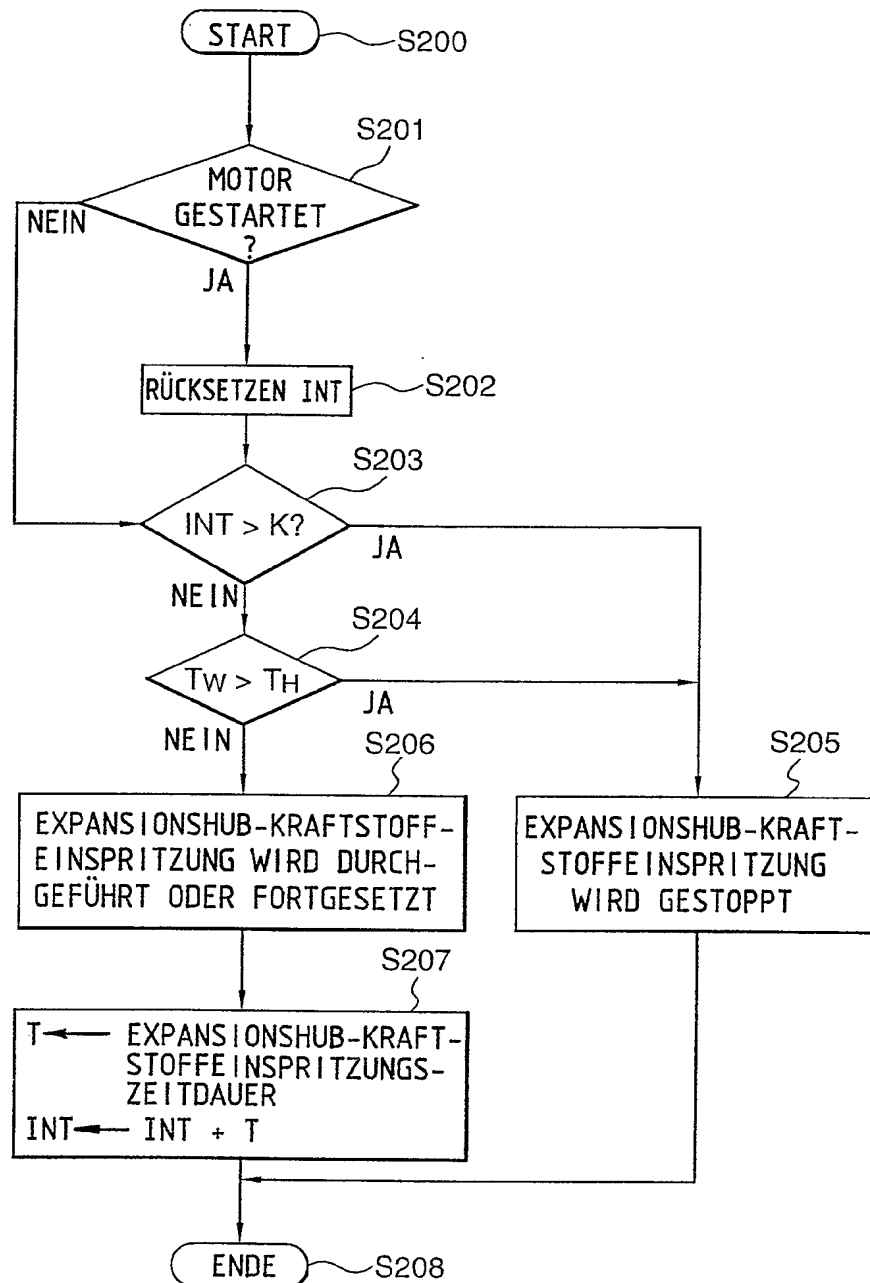 START
S200
S201
MOTOR
GESTARTET
?
NEIN
JA
RÜCKSETZEN INT
S202
S203
INT > K?
JA
NEIN
S204
TW > TH
JA
NEIN
S206
S205
EXPANSIONSHUB-KRAFTSTOFF-
EINSPRITZUNG WIRD DURCH-
GEFÜHRT ODER FORTGESETZT
EXPANSIONSHUB-KRAFT-
STOFFEINSPRITZUNG
WIRD GESTOPPT
S207
T← EXPANSIONSHUB-KRAFT-
STOFFEINSPRITZUNGS-
ZEITDAUER
INT← INT + T
ENDE
S208